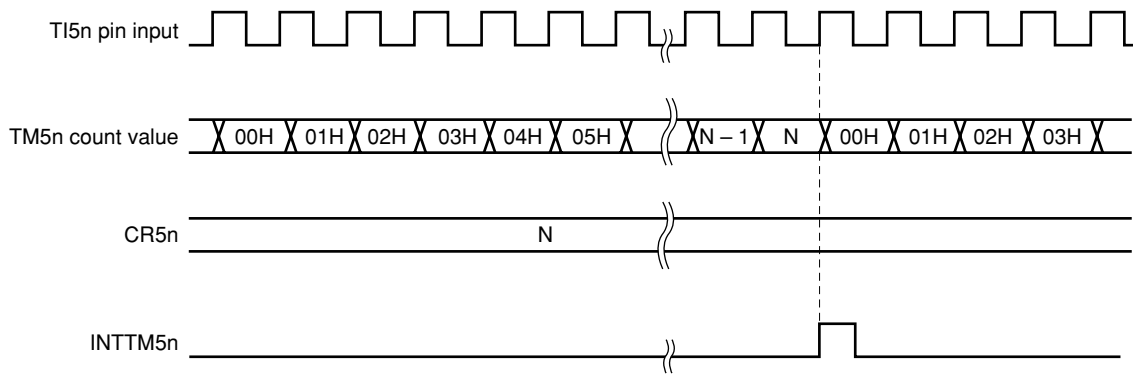 TI5n pin input
TM5n count value 00H 01H 02H 03H 04H 05H N – 1 N 00H 01H 02H 03H
CR5n N
INTTM5n